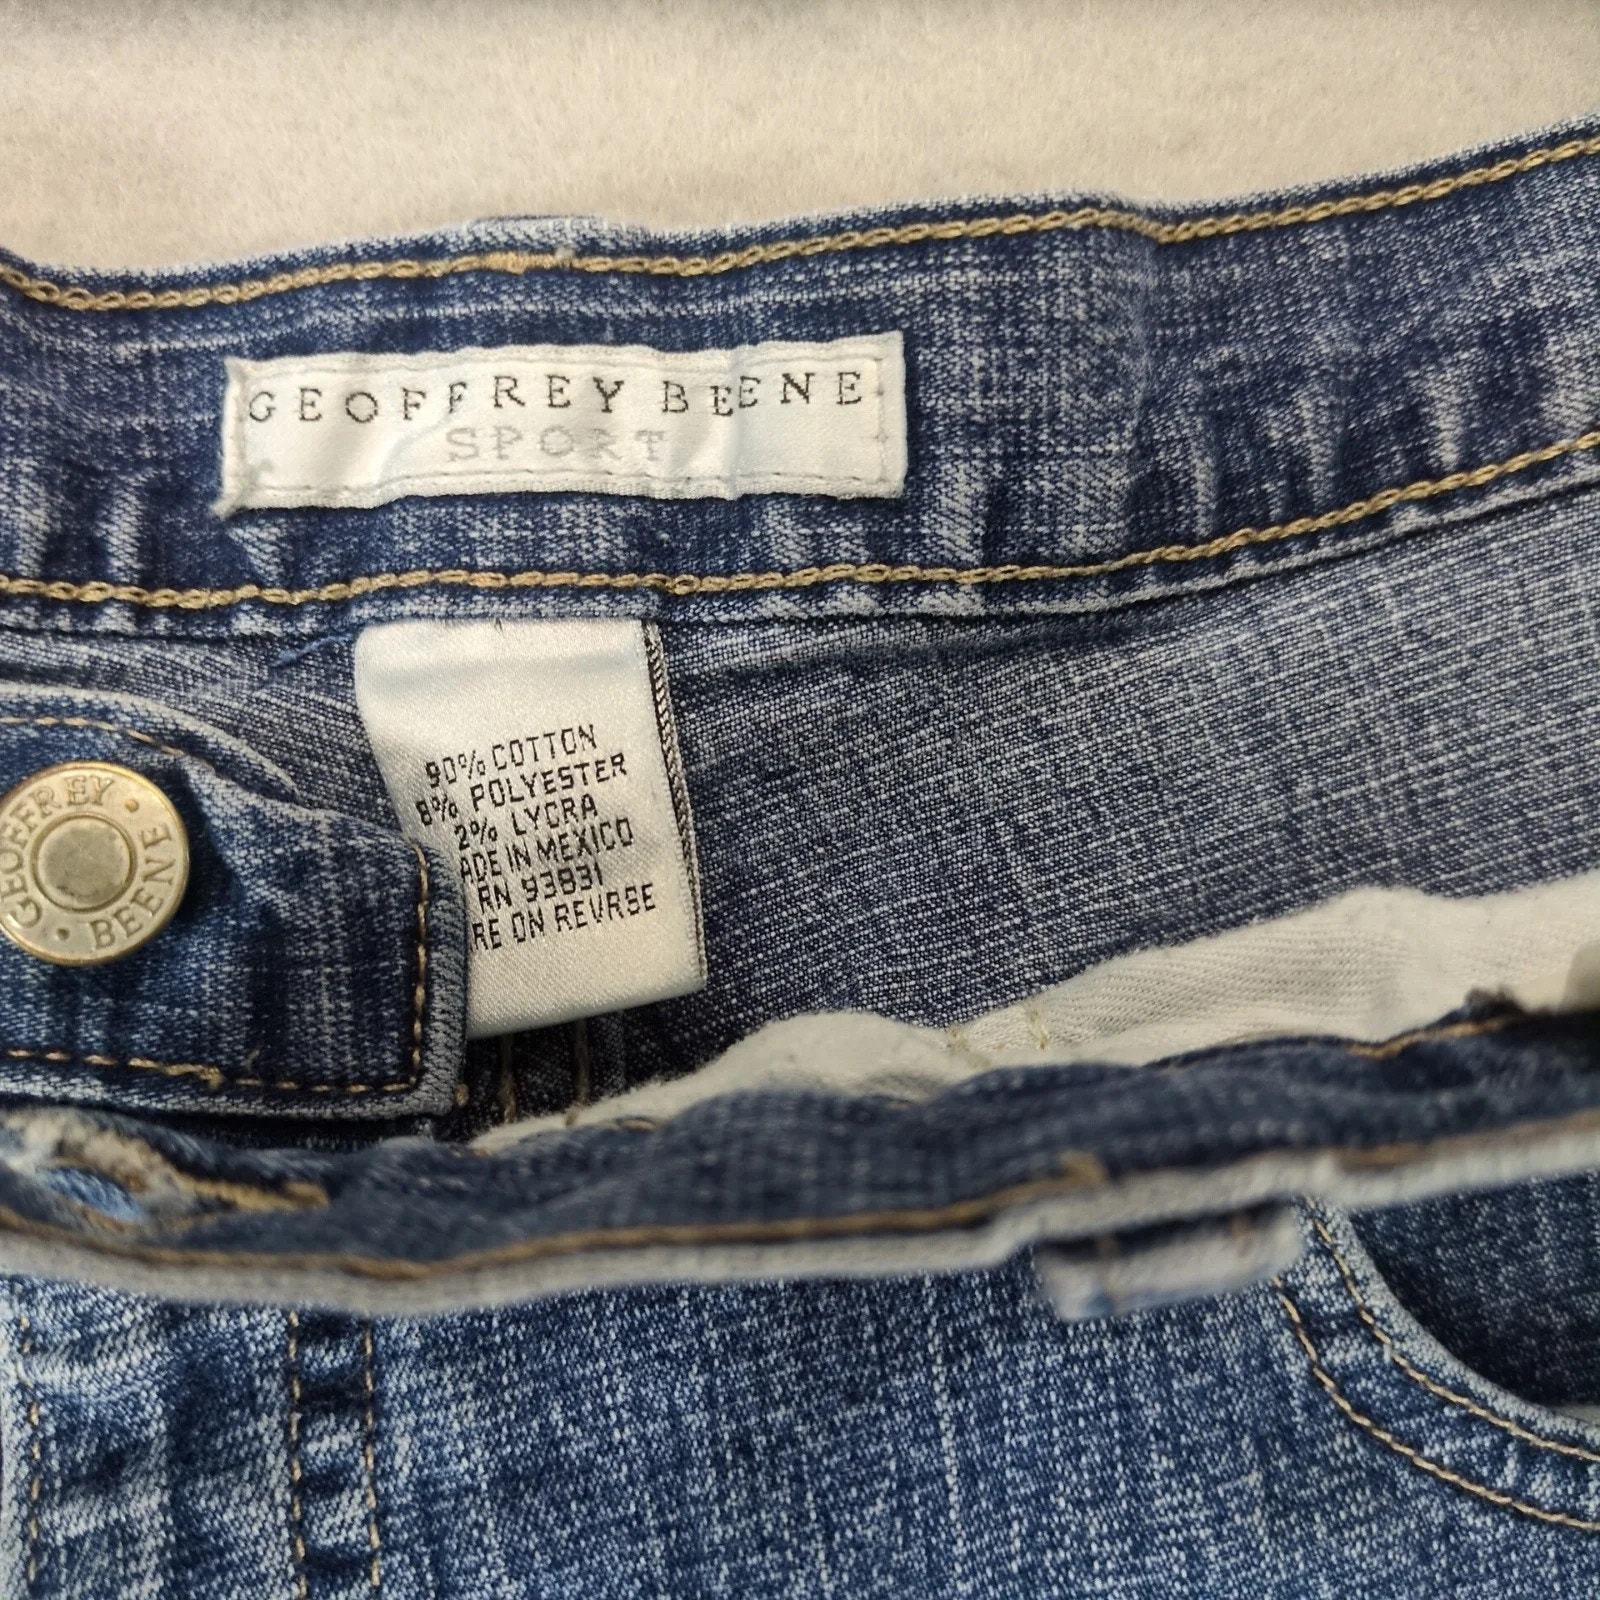 GEOFFREY BEENE
SPORT
90% COTTON
8% POLYESTER
2% LYCRA
ADE IN MEXICO
RN 93831
RE ON REVRSE
GEOFFREY · BEENE ·